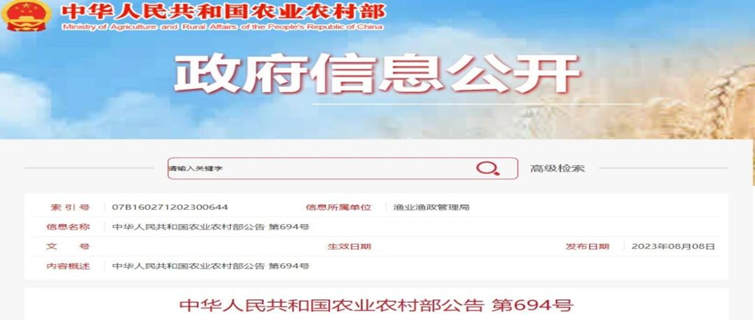 中华人民共和国农业农村部
Ministry of Agriculture and Rural Affairs of the People's Republic of China
政府信息公开
请输入关键字 高级检索
索引号 07B160271202300644 信息所属单位 渔业渔政管理局
信息名称 中华人民共和国农业农村部公告 第694号
文号 生效日期 发布日期 2023年08月08日
内容概述 中华人民共和国农业农村部公告 第694号
中华人民共和国农业农村部公告 第694号